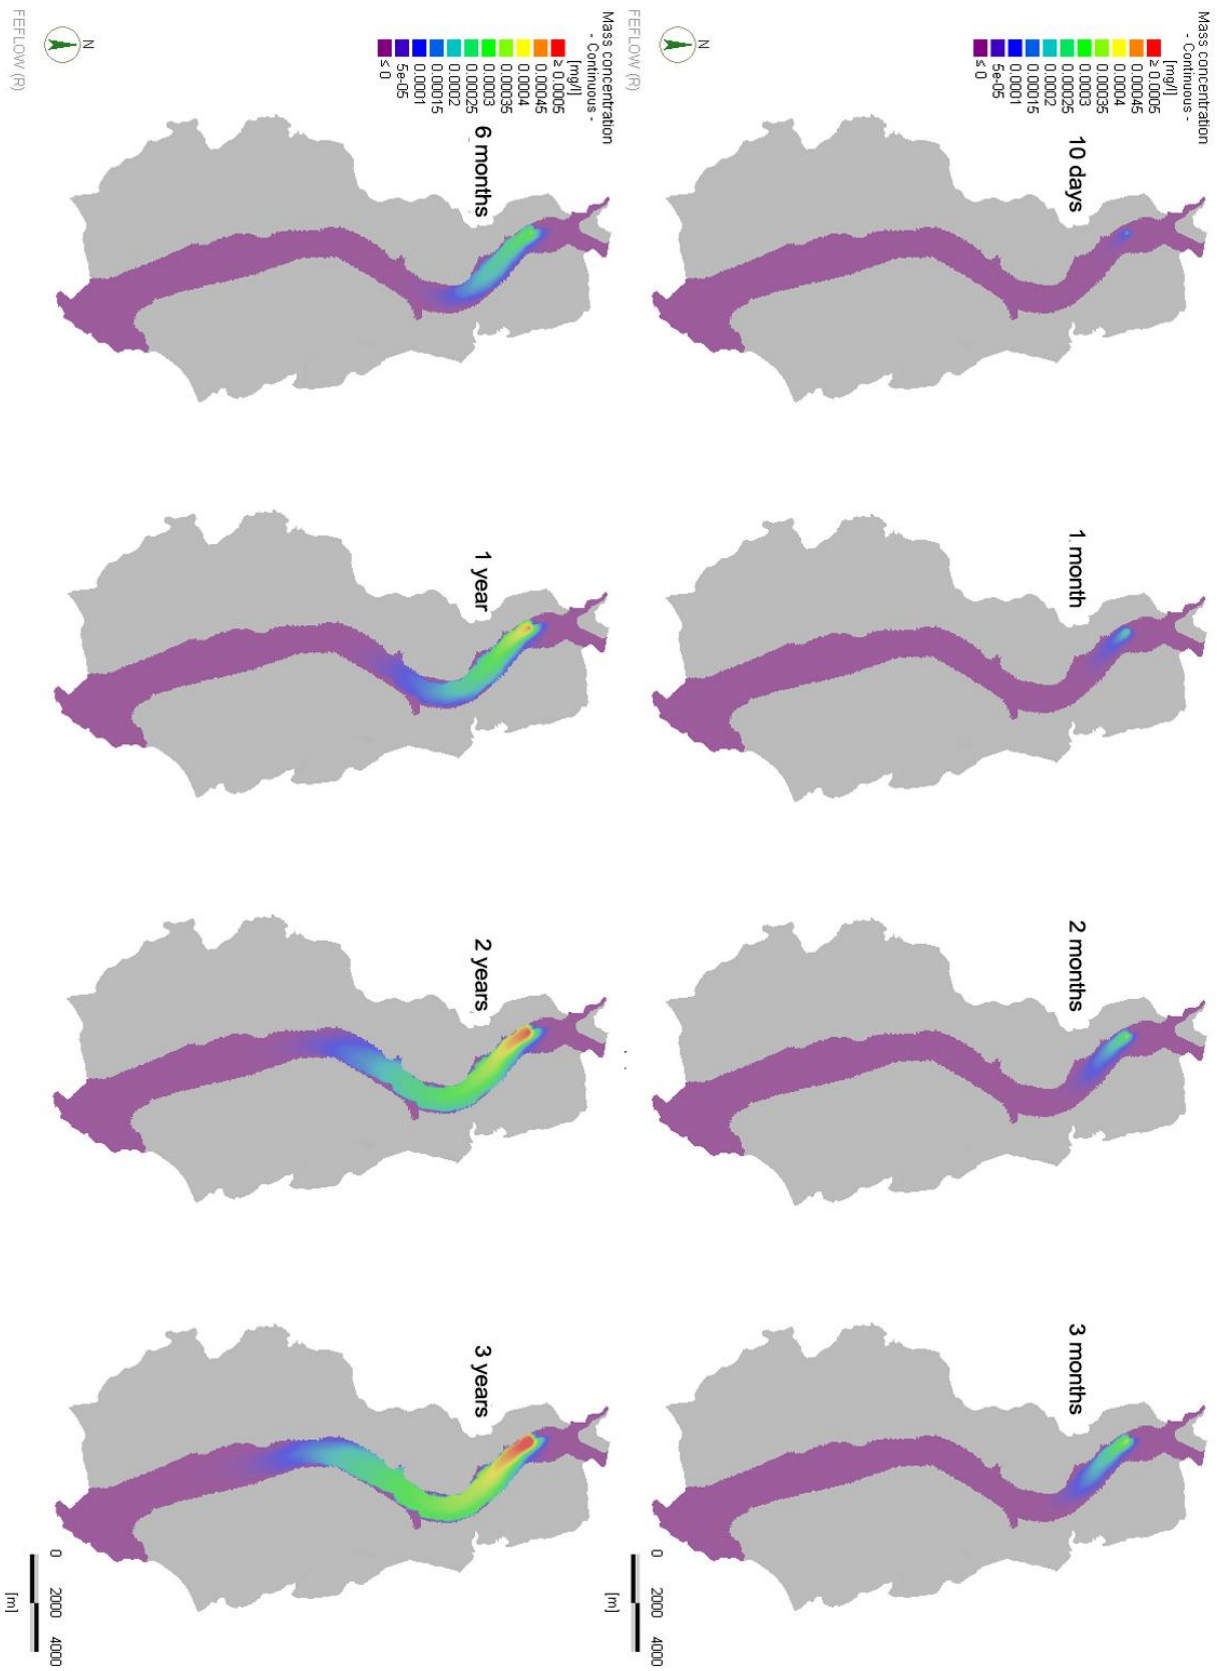 Mass concentration
- Continuous -
[mg/l]
≥ 0.0005
0.00045
0.0004
0.00035
0.0003
0.00025
0.0002
0.00015
0.0001
5e-05
≤ 0
N
FEFLOW (R)
10 days
1 month
2 months
3 months
0 2000 4000
[m]
Mass concentration
- Continuous -
[mg/l]
≥ 0.0005
0.00045
0.0004
0.00035
0.0003
0.00025
0.0002
0.00015
0.0001
5e-05
≤ 0
N
FEFLOW (R)
6 months
1 year
2 years
3 years
0 2000 4000
[m]